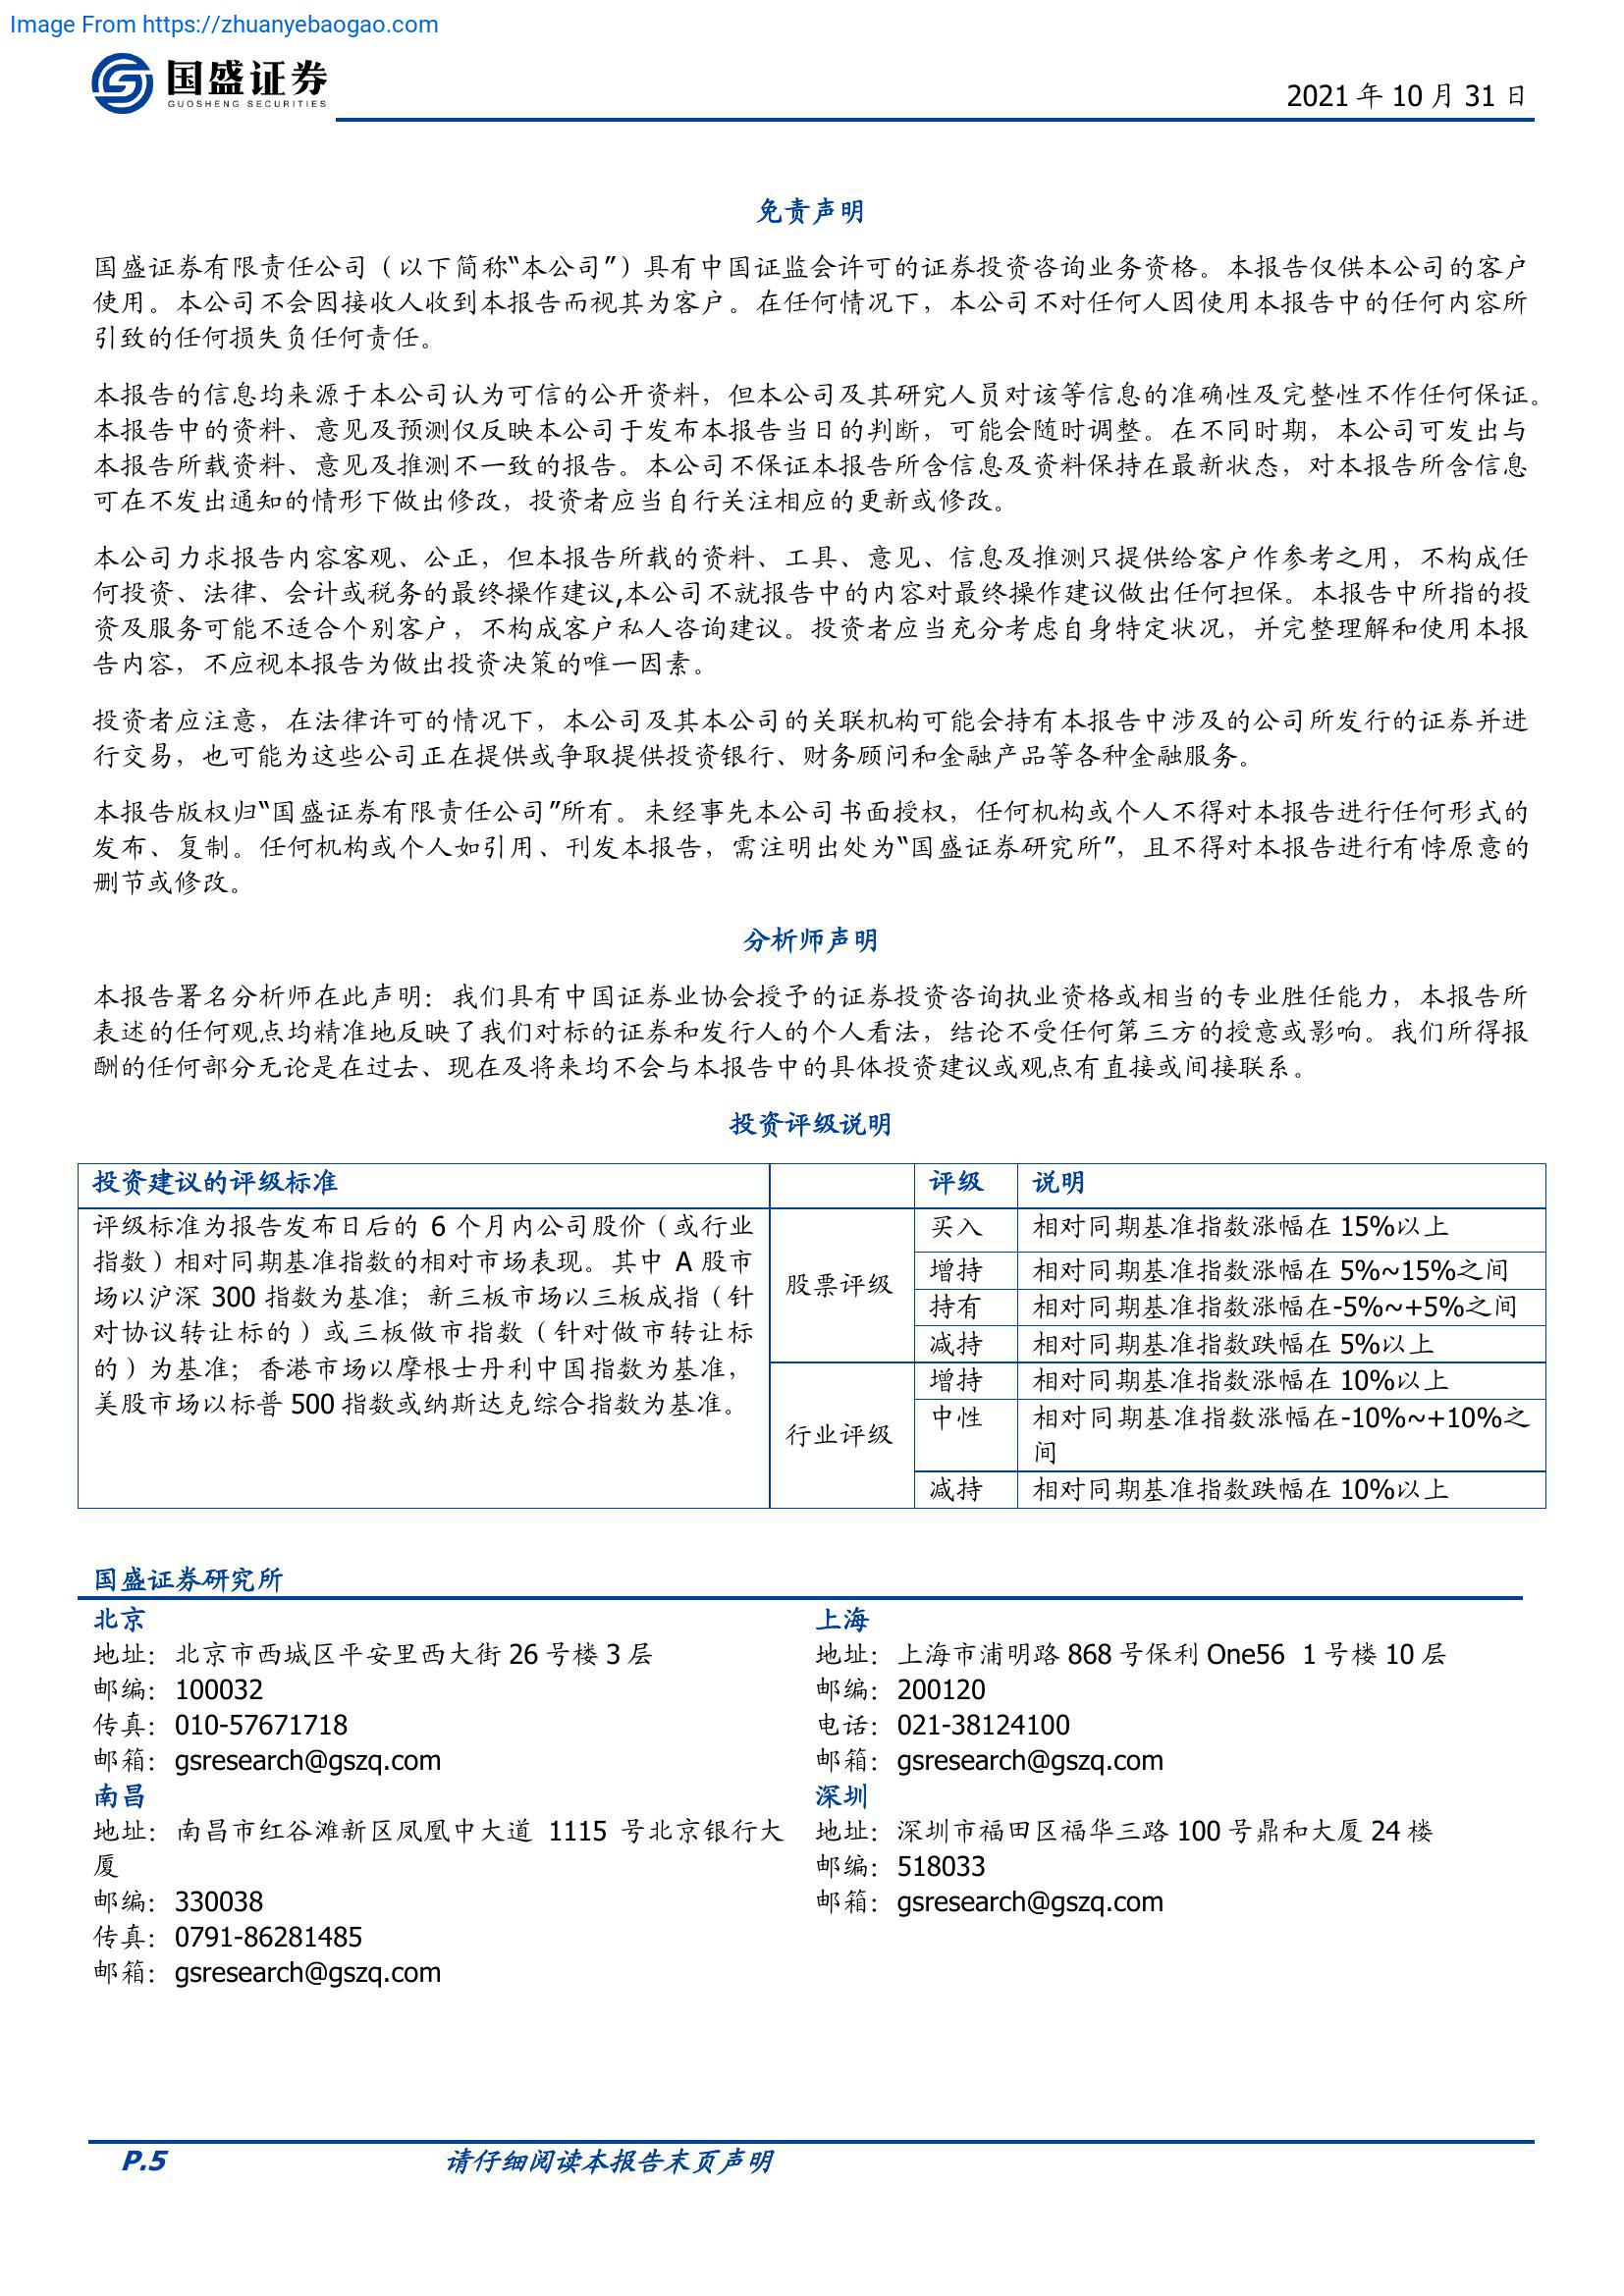 Image From https://zhuanyebaogao.com
国盛证券
GUOSHENG SECURITIES
2021 年 10 月 31 日
免责声明
国盛证券有限责任公司（以下简称“本公司”）具有中国证监会许可的证券投资咨询业务资格。本报告仅供本公司的客户
使用。本公司不会因接收人收到本报告而视其为客户。在任何情况下，本公司不对任何人因使用本报告中的任何内容所
引致的任何损失负任何责任。
本报告的信息均来源于本公司认为可信的公开资料，但本公司及其研究人员对该等信息的准确性及完整性不作任何保证。
本报告中的资料、意见及预测仅反映本公司于发布本报告当日的判断，可能会随时调整。在不同时期，本公司可发出与
本报告所载资料、意见及推测不一致的报告。本公司不保证本报告所含信息及资料保持在最新状态，对本报告所含信息
可在不发出通知的情形下做出修改，投资者应当自行关注相应的更新或修改。
本公司力求报告内容客观、公正，但本报告所载的资料、工具、意见、信息及推测只提供给客户作参考之用，不构成任
何投资、法律、会计或税务的最终操作建议,本公司不就报告中的内容对最终操作建议做出任何担保。本报告中所指的投
资及服务可能不适合个别客户，不构成客户私人咨询建议。投资者应当充分考虑自身特定状况，并完整理解和使用本报
告内容，不应视本报告为做出投资决策的唯一因素。
投资者应注意，在法律许可的情况下，本公司及其本公司的关联机构可能会持有本报告中涉及的公司所发行的证券并进
行交易，也可能为这些公司正在提供或争取提供投资银行、财务顾问和金融产品等各种金融服务。
本报告版权归“国盛证券有限责任公司”所有。未经事先本公司书面授权，任何机构或个人不得对本报告进行任何形式的
发布、复制。任何机构或个人如引用、刊发本报告，需注明出处为“国盛证券研究所”，且不得对本报告进行有悖原意的
删节或修改。
分析师声明
本报告署名分析师在此声明：我们具有中国证券业协会授予的证券投资咨询执业资格或相当的专业胜任能力，本报告所
表述的任何观点均精准地反映了我们对标的证券和发行人的个人看法，结论不受任何第三方的授意或影响。我们所得报
酬的任何部分无论是在过去、现在及将来均不会与本报告中的具体投资建议或观点有直接或间接联系。
投资评级说明
投资建议的评级标准
评级 说明
评级标准为报告发布日后的 6 个月内公司股价（或行业
指数）相对同期基准指数的相对市场表现。其中 A 股市
场以沪深 300 指数为基准；新三板市场以三板成指（针
对协议转让标的）或三板做市指数（针对做市转让标
的）为基准；香港市场以摩根士丹利中国指数为基准，
美股市场以标普 500 指数或纳斯达克综合指数为基准。
股票评级
买入 相对同期基准指数涨幅在 15%以上
增持 相对同期基准指数涨幅在 5%~15%之间
持有 相对同期基准指数涨幅在-5%~+5%之间
减持 相对同期基准指数跌幅在 5%以上
行业评级
增持 相对同期基准指数涨幅在 10%以上
中性 相对同期基准指数涨幅在-10%~+10%之
间
减持 相对同期基准指数跌幅在 10%以上
国盛证券研究所
北京
地址：北京市西城区平安里西大街 26 号楼 3 层
邮编：100032
传真：010-57671718
邮箱：gsresearch@gszq.com
上海
地址：上海市浦明路 868 号保利 One56 1 号楼 10 层
邮编：200120
电话：021-38124100
邮箱：gsresearch@gszq.com
南昌
地址：南昌市红谷滩新区凤凰中大道 1115 号北京银行大
厦
邮编：330038
传真：0791-86281485
邮箱：gsresearch@gszq.com
深圳
地址：深圳市福田区福华三路 100 号鼎和大厦 24 楼
邮编：518033
邮箱：gsresearch@gszq.com
P.5
请仔细阅读本报告末页声明